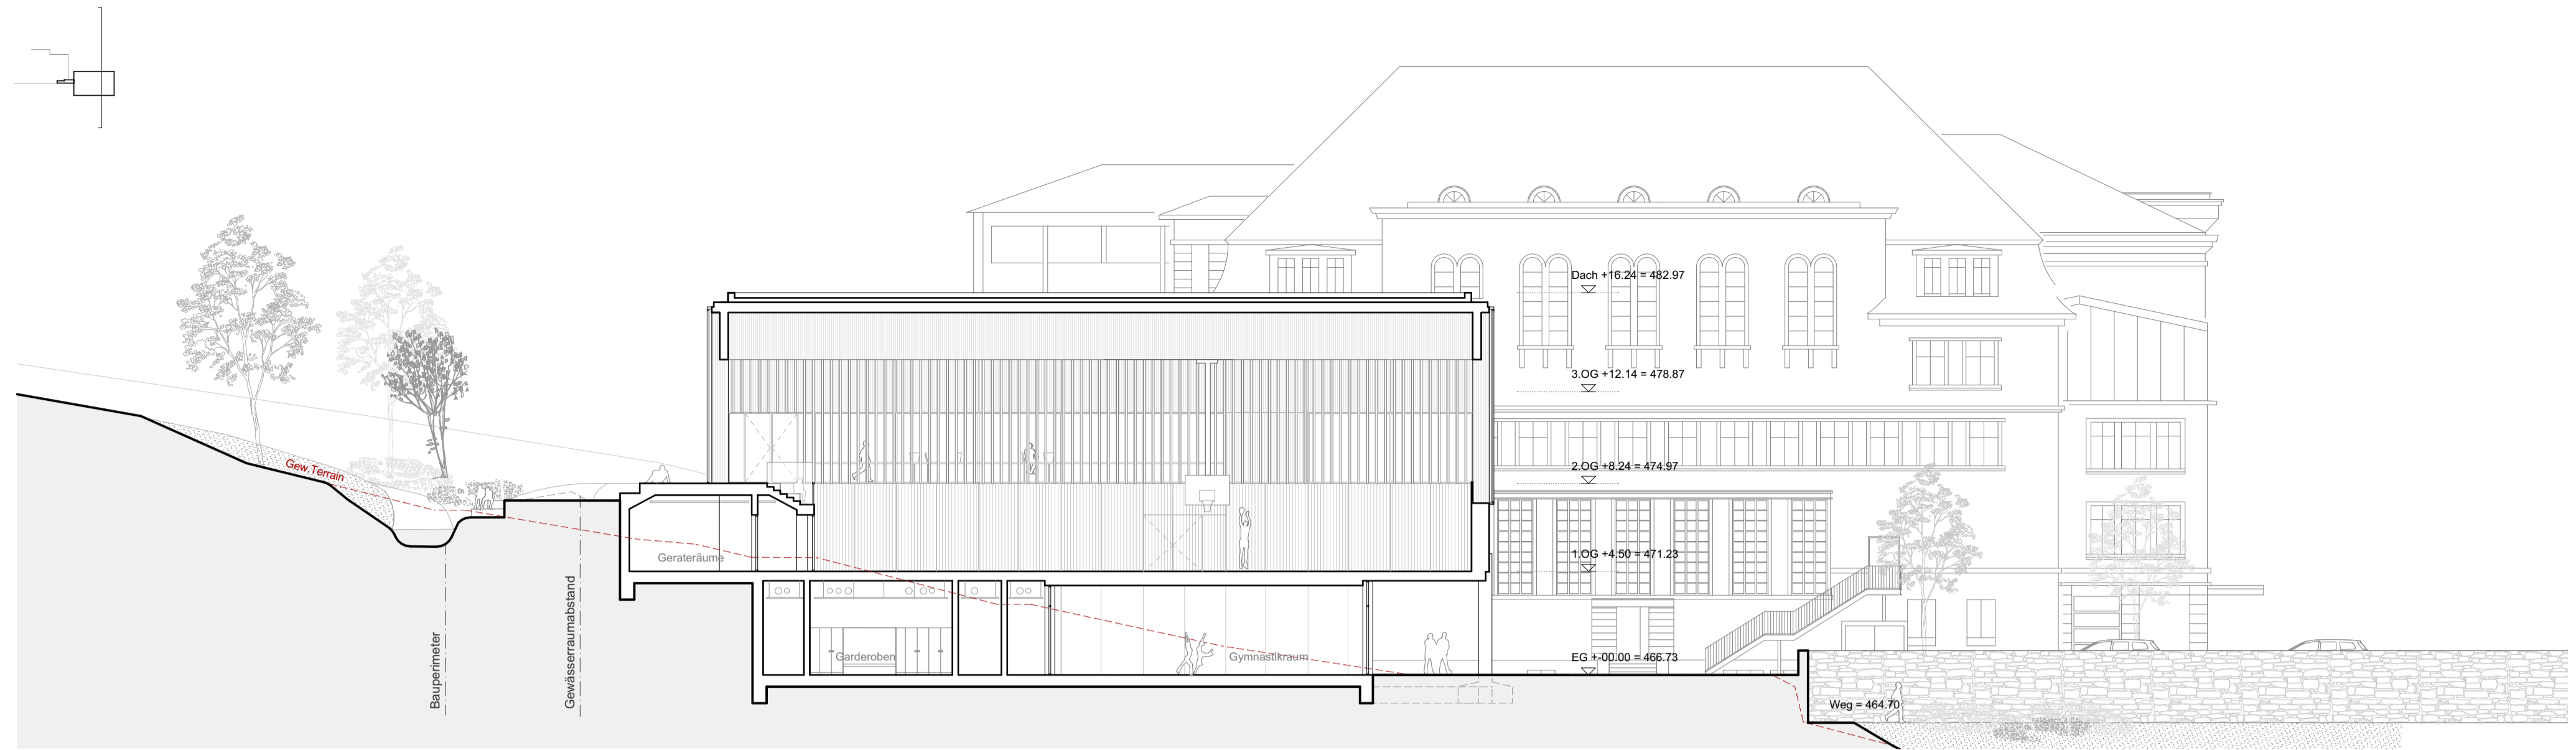 Dach +16.24 = 482.97
3.OG +12.14 = 478.87
Gew.Terrain
2.OG +8.24 = 474.97
Geräteräume
1.OG +4.50 = 471.23
Bauperimeter
Gewässerraumabstand
Garderoben
Gymnastikraum
EG +-00.00 = 466.73
Weg = 464.70